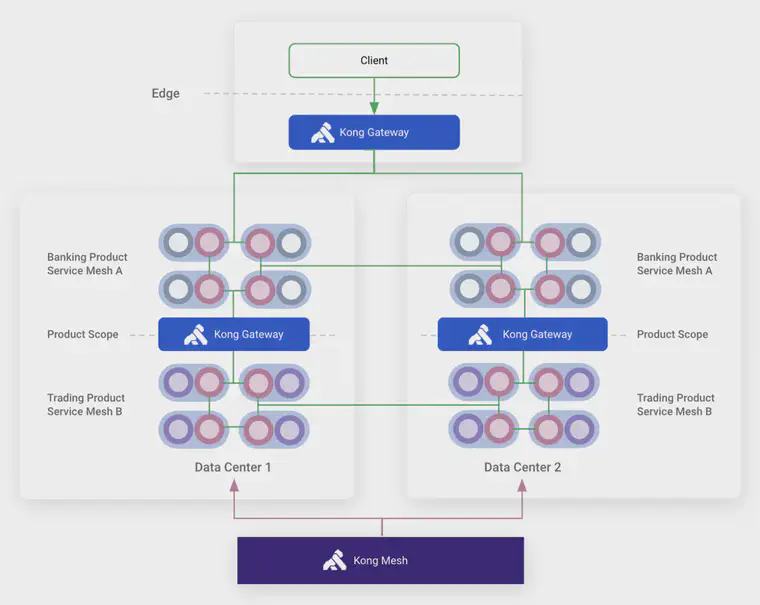 Client
Edge
Kong Gateway
Banking Product
Service Mesh A
Banking Product
Service Mesh A
Product Scope
Kong Gateway
Kong Gateway
Product Scope
Trading Product
Service Mesh B
Trading Product
Service Mesh B
Data Center 1
Data Center 2
Kong Mesh